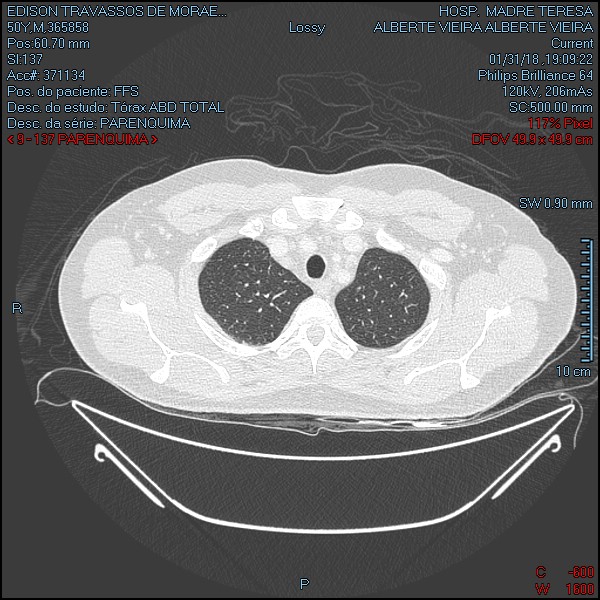 EDISON TRAVASSOS DE MORAE...
50Y,M,365858
Pos:60.70 mm
SI:137
Acc#: 371134
Pos. do paciente: FFS
Desc. do estudo: Tórax ABD TOTAL
Desc. da série: PARENQUIMA
< 9 - 137 PARENQUIMA >
Lossy
HOSP. MADRE TERESA
ALBERTE VIEIRA ALBERTE VIEIRA
Current
01/31/18 ,19:09:22
Philips Brilliance 64
120kV, 206mAs
SC:500.00 mm
117% Pixel
DFOV 49.9 x 49.9 cm
SW 0.90 mm
R
10 cm
P
C -600
W 1600